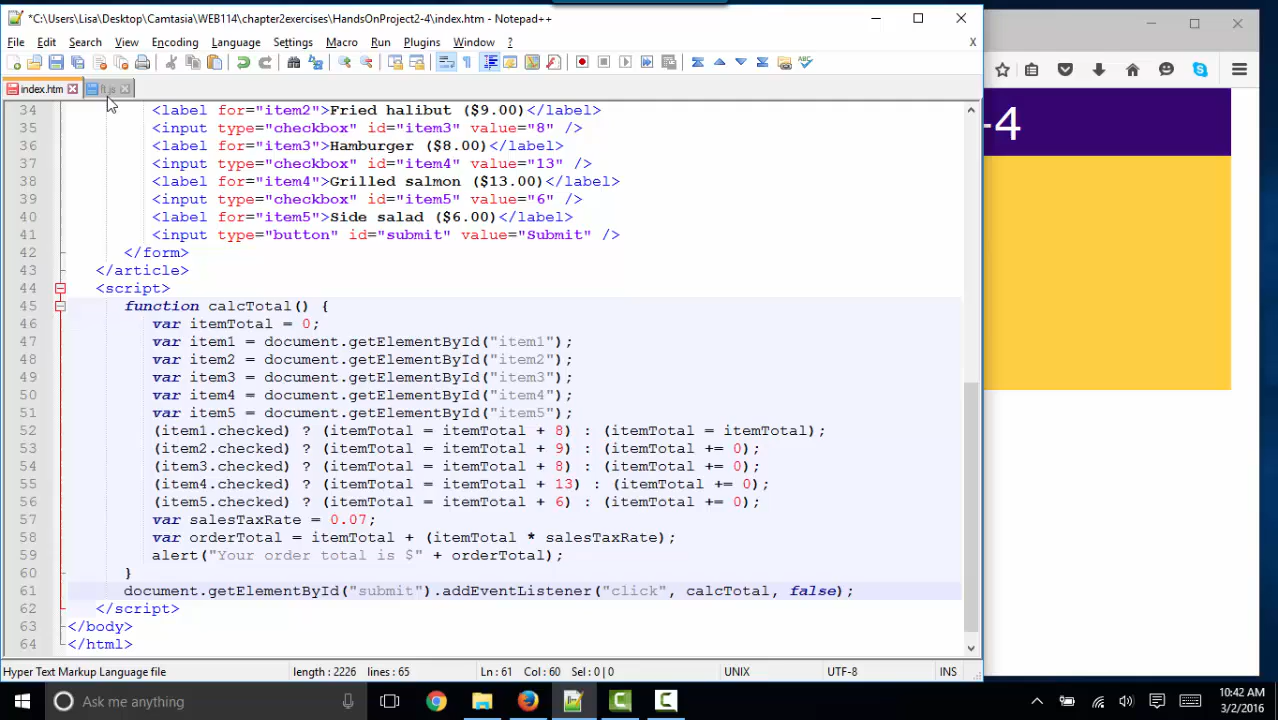 *C:\Users\Lisa\Desktop\Camtasia\WEB114\chapter2exercises\HandsOnProject2-4\index.htm - Notepad++
File Edit Search View Encoding Language Settings Macro Run Plugins Window ? X
index.htm ft.js
34 <label for="item2">Fried halibut ($9.00)</label>
35 <input type="checkbox" id="item3" value="8" />
36 <label for="item3">Hamburger ($8.00)</label>
37 <input type="checkbox" id="item4" value="13" />
38 <label for="item4">Grilled salmon ($13.00)</label>
39 <input type="checkbox" id="item5" value="6" />
40 <label for="item5">Side salad ($6.00)</label>
41 <input type="button" id="submit" value="Submit" />
42 </form>
43 </article>
44 <script>
45 function calcTotal() {
46 var itemTotal = 0;
47 var item1 = document.getElementById("item1");
48 var item2 = document.getElementById("item2");
49 var item3 = document.getElementById("item3");
50 var item4 = document.getElementById("item4");
51 var item5 = document.getElementById("item5");
52 (item1.checked) ? (itemTotal = itemTotal + 8) : (itemTotal = itemTotal);
53 (item2.checked) ? (itemTotal = itemTotal + 9) : (itemTotal += 0);
54 (item3.checked) ? (itemTotal = itemTotal + 8) : (itemTotal += 0);
55 (item4.checked) ? (itemTotal = itemTotal + 13) : (itemTotal += 0);
56 (item5.checked) ? (itemTotal = itemTotal + 6) : (itemTotal += 0);
57 var salesTaxRate = 0.07;
58 var orderTotal = itemTotal + (itemTotal * salesTaxRate);
59 alert("Your order total is $" + orderTotal);
60 }
61 document.getElementById("submit").addEventListener("click", calcTotal, false);
62 </script>
63 </body>
64 </html>
-4
Hyper Text Markup Language file length : 2226 lines : 65 Ln : 61 Col : 60 Sel : 0 | 0 UNIX UTF-8 INS
Ask me anything
10:42 AM
3/2/2016